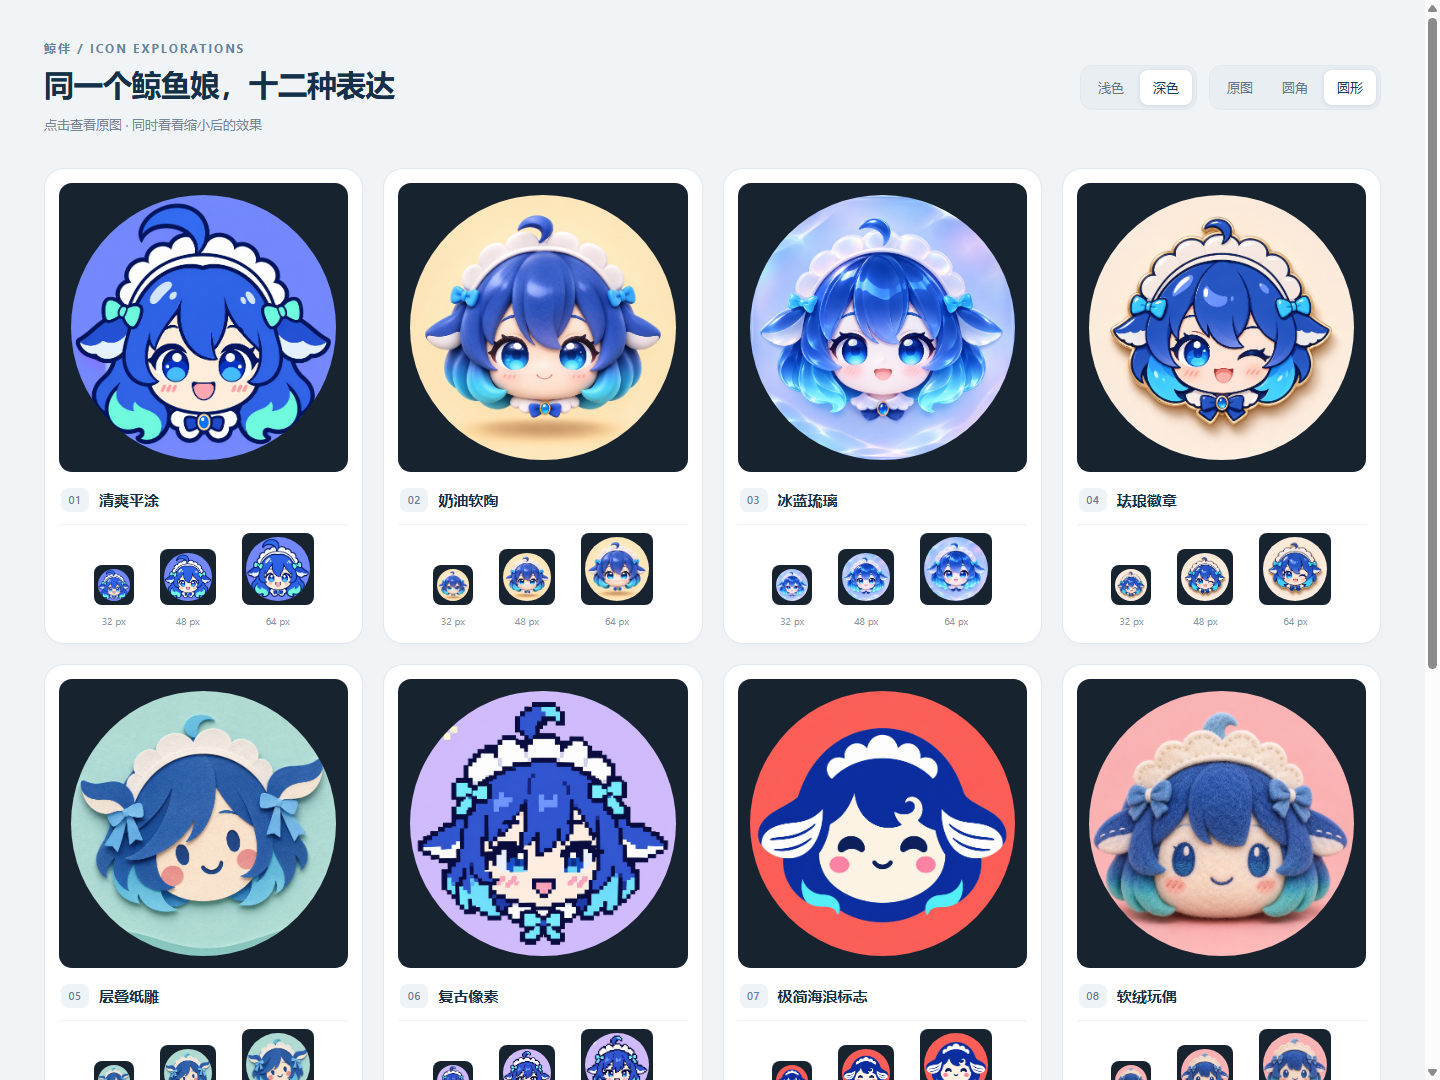 鲸伴 / ICON EXPLORATIONS
同一个鲸鱼娘，十二种表达
点击查看原图 · 同时看看缩小后的效果
浅色 深色 原图 圆角 圆形
01 清爽平涂
32 px 48 px 64 px
02 奶油软陶
32 px 48 px 64 px
03 冰蓝琉璃
32 px 48 px 64 px
04 珐琅徽章
32 px 48 px 64 px
05 层叠纸雕
06 复古像素
07 极简海浪标志
08 软绒玩偶